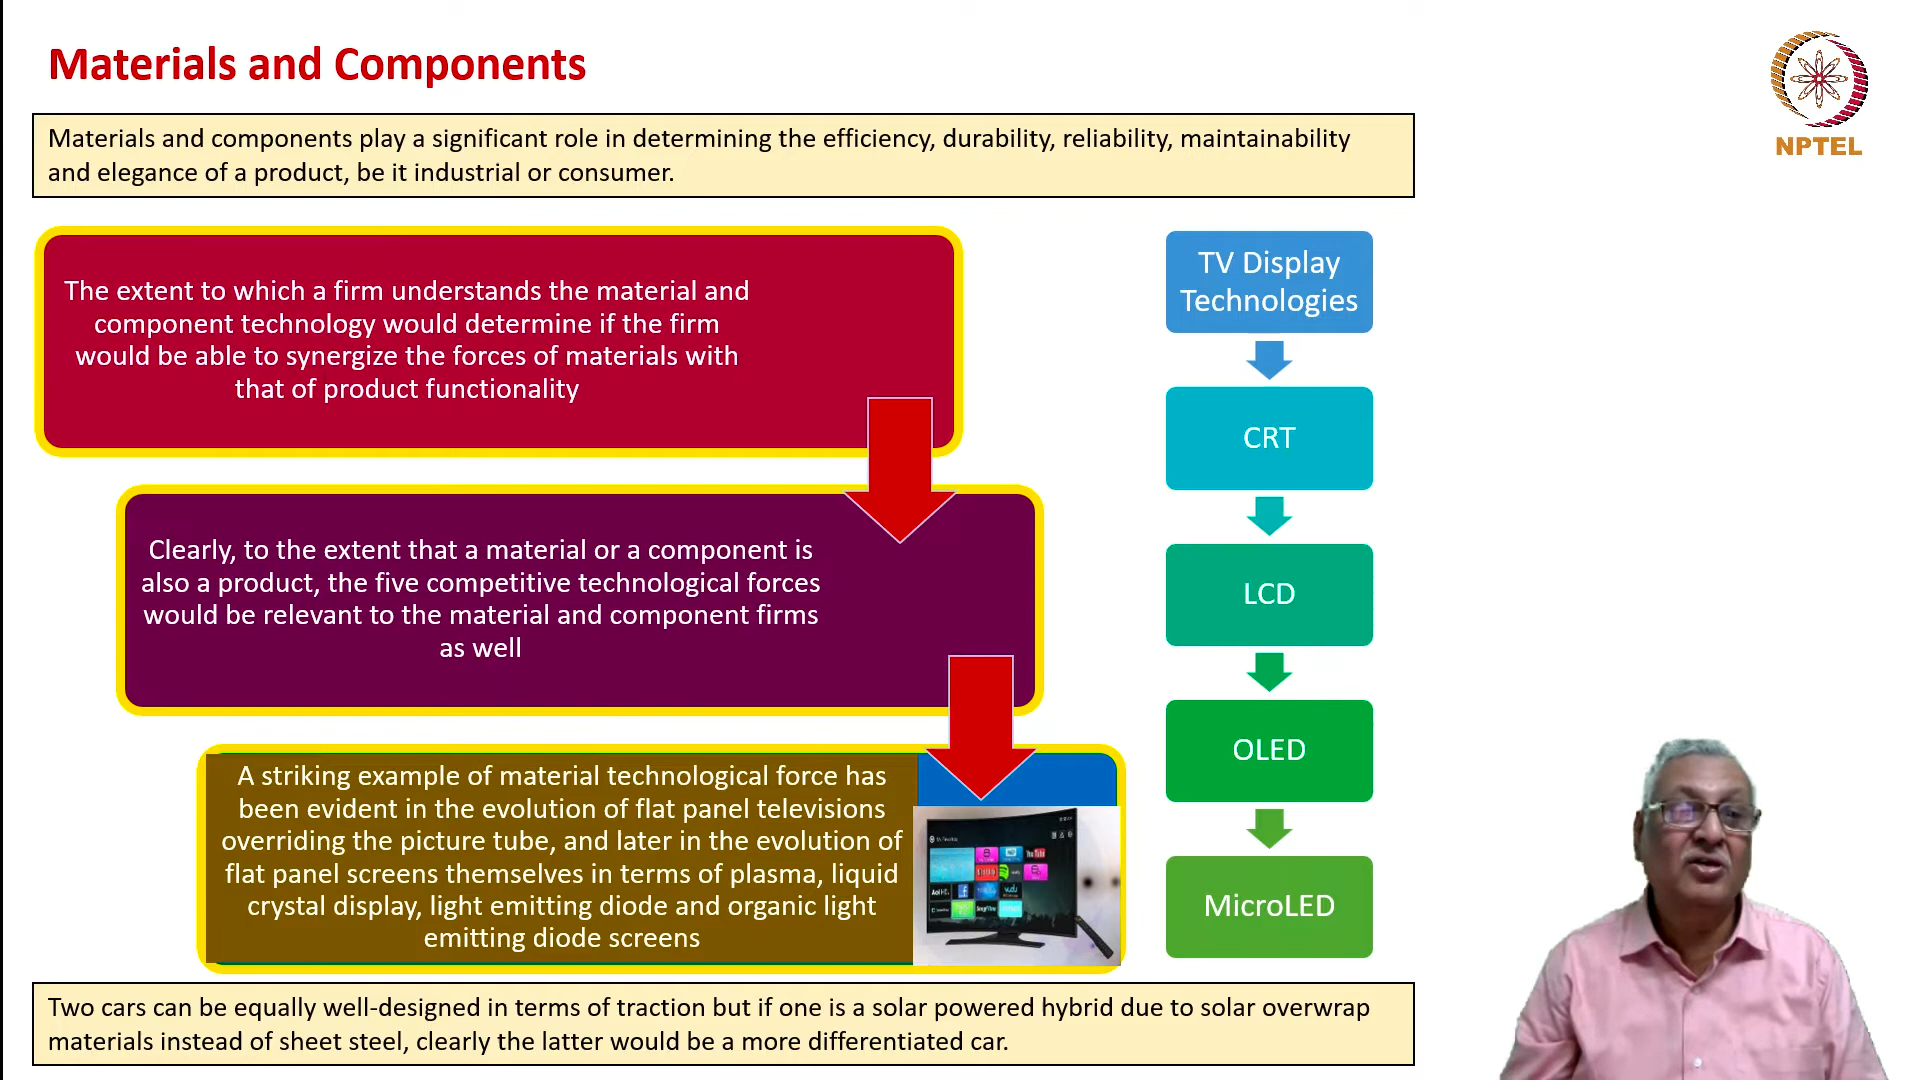 Materials and Components
NPTEL
Materials and components play a significant role in determining the efficiency, durability, reliability, maintainability
and elegance of a product, be it industrial or consumer.
The extent to which a firm understands the material and
component technology would determine if the firm
would be able to synergize the forces of materials with
that of product functionality
Clearly, to the extent that a material or a component is
also a product, the five competitive technological forces
would be relevant to the material and component firms
as well
A striking example of material technological force has
been evident in the evolution of flat panel televisions
overriding the picture tube, and later in the evolution of
flat panel screens themselves in terms of plasma, liquid
crystal display, light emitting diode and organic light
emitting diode screens
TV Display
Technologies
CRT
LCD
OLED
MicroLED
Two cars can be equally well-designed in terms of traction but if one is a solar powered hybrid due to solar overwrap
materials instead of sheet steel, clearly the latter would be a more differentiated car.